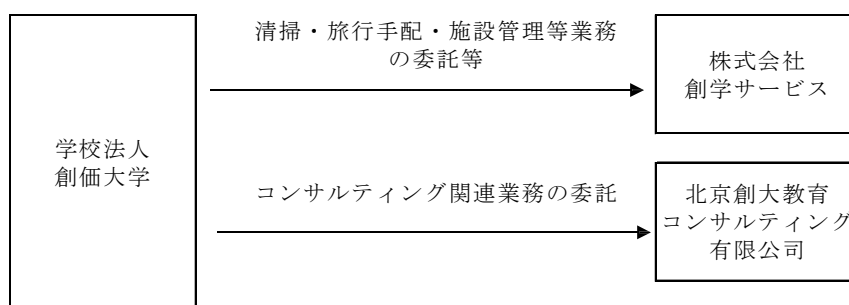 清掃・旅行手配・施設管理等業務
の委託等
株式会社
創学サービス
学校法人
創価大学
コンサルティング関連業務の委託
北京創大教育
コンサルティング
有限公司